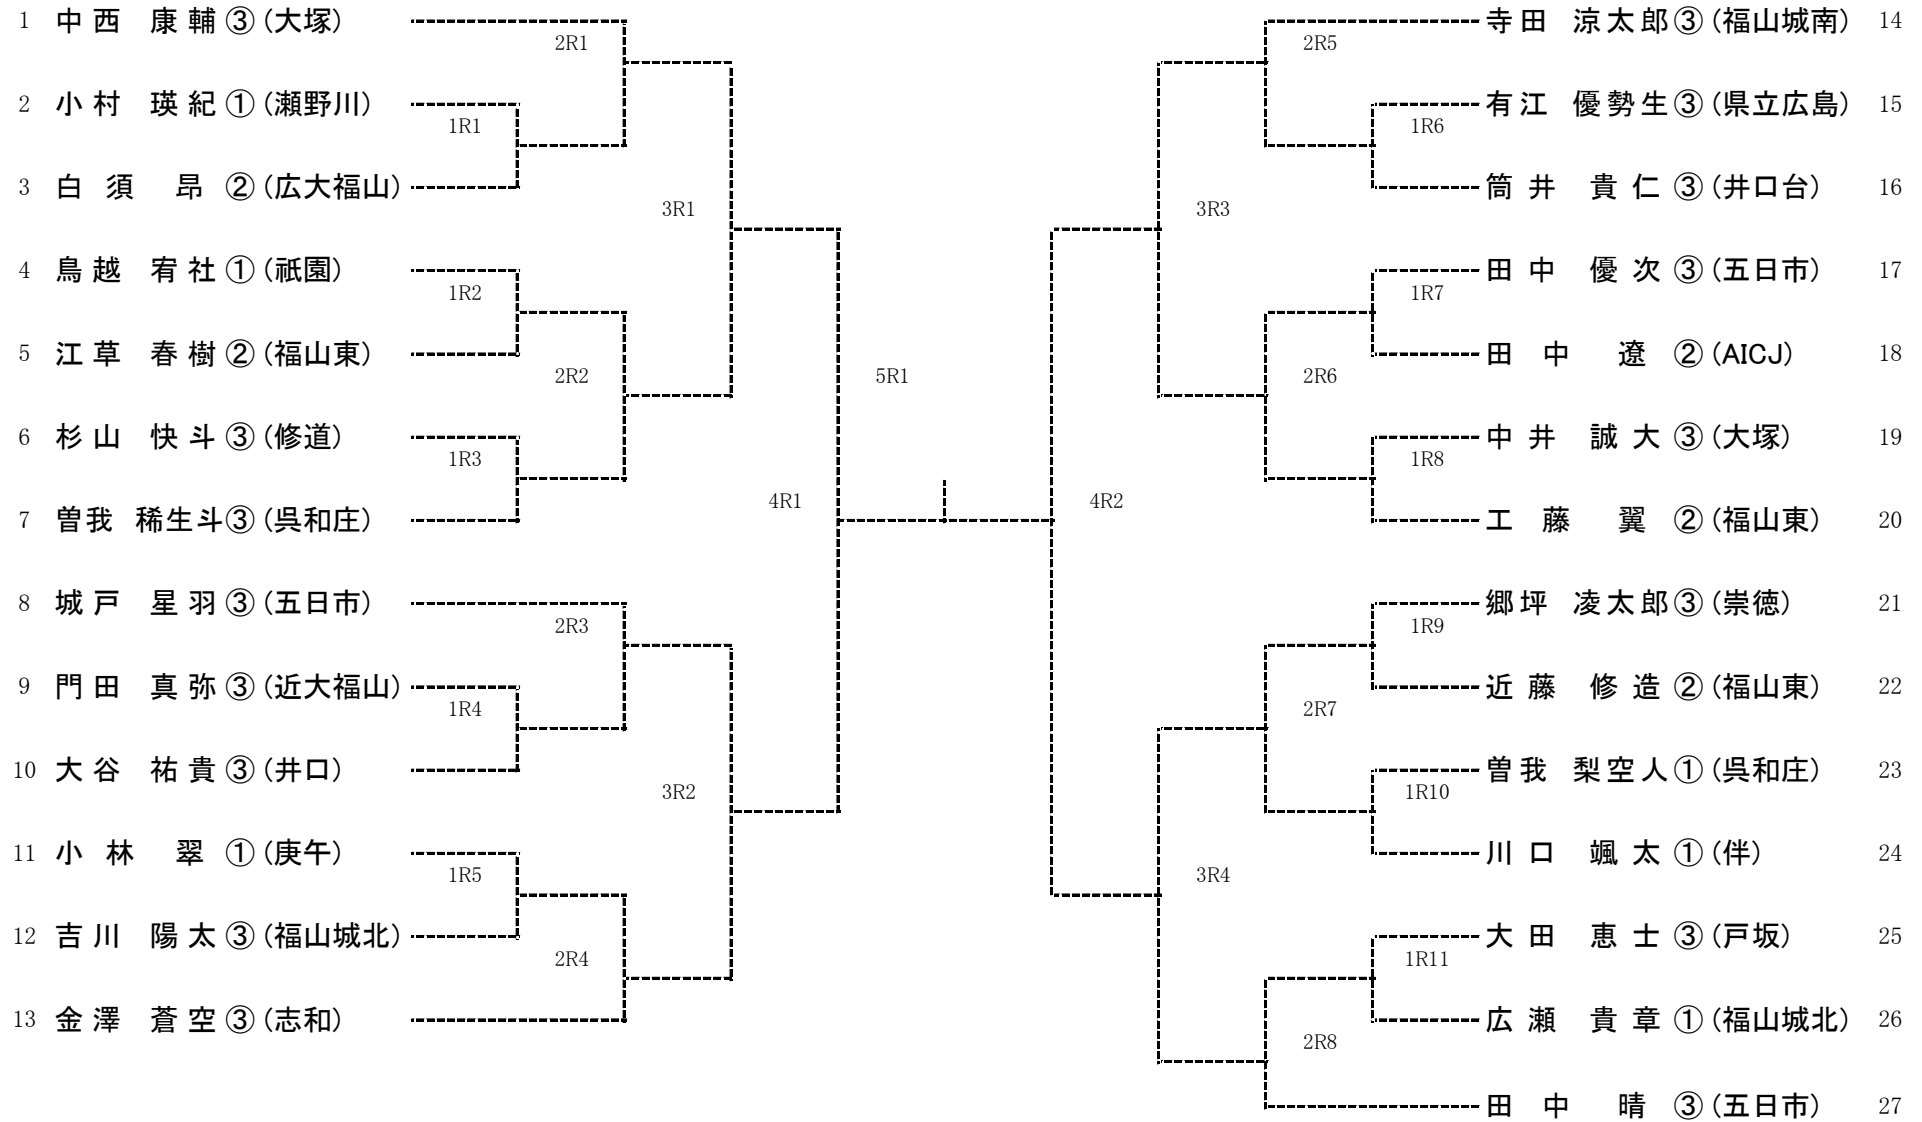 1 中西 康輔③(大塚)
2R1
2 小村 瑛紀①(瀬野川)
1R1
3 白須 昂②(広大福山)
3R1
4 鳥越 宥社①(祇園)
1R2
5 江草 春樹②(福山東)
2R2
6 杉山 快斗③(修道)
1R3
7 曽我 稀生斗③(呉和庄)
4R1
8 城戸 星羽③(五日市)
2R3
9 門田 真弥③(近大福山)
1R4
10 大谷 祐貴③(井口)
3R2
11 小林 翠①(庚午)
1R5
12 吉川 陽太③(福山城北)
2R4
13 金澤 蒼空③(志和)
5R1
寺田 涼太郎③(福山城南) 14
2R5
有江 優勢生③(県立広島) 15
1R6
筒井 貴仁③(井口台) 16
3R3
田中 優次③(五日市) 17
1R7
田中 遼②(AICJ) 18
2R6
中井 誠大③(大塚) 19
1R8
工藤 翼②(福山東) 20
4R2
郷坪 凌太郎③(崇徳) 21
1R9
近藤 修造②(福山東) 22
2R7
曽我 梨空人①(呉和庄) 23
1R10
川口 颯太①(伴) 24
3R4
大田 恵士③(戸坂) 25
1R11
広瀬 貴章①(福山城北) 26
2R8
田中 晴③(五日市) 27